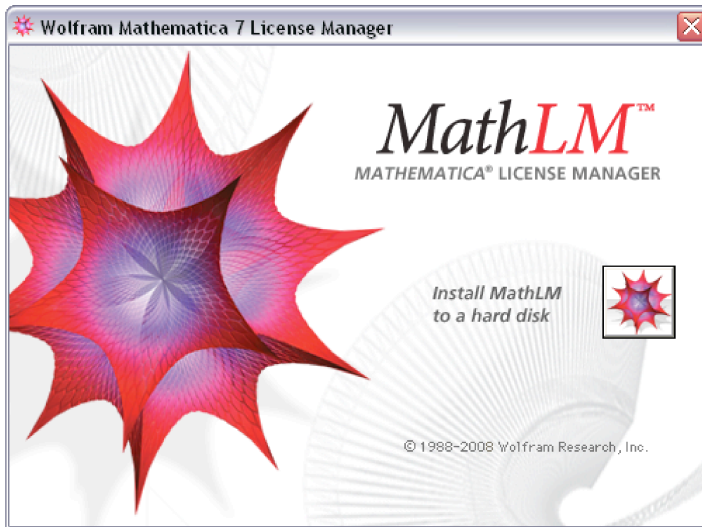 Wolfram Mathematica 7 License Manager
MathLM™
MATHEMATICA® LICENSE MANAGER
Install MathLM
to a hard disk
© 1988-2008 Wolfram Research, Inc.